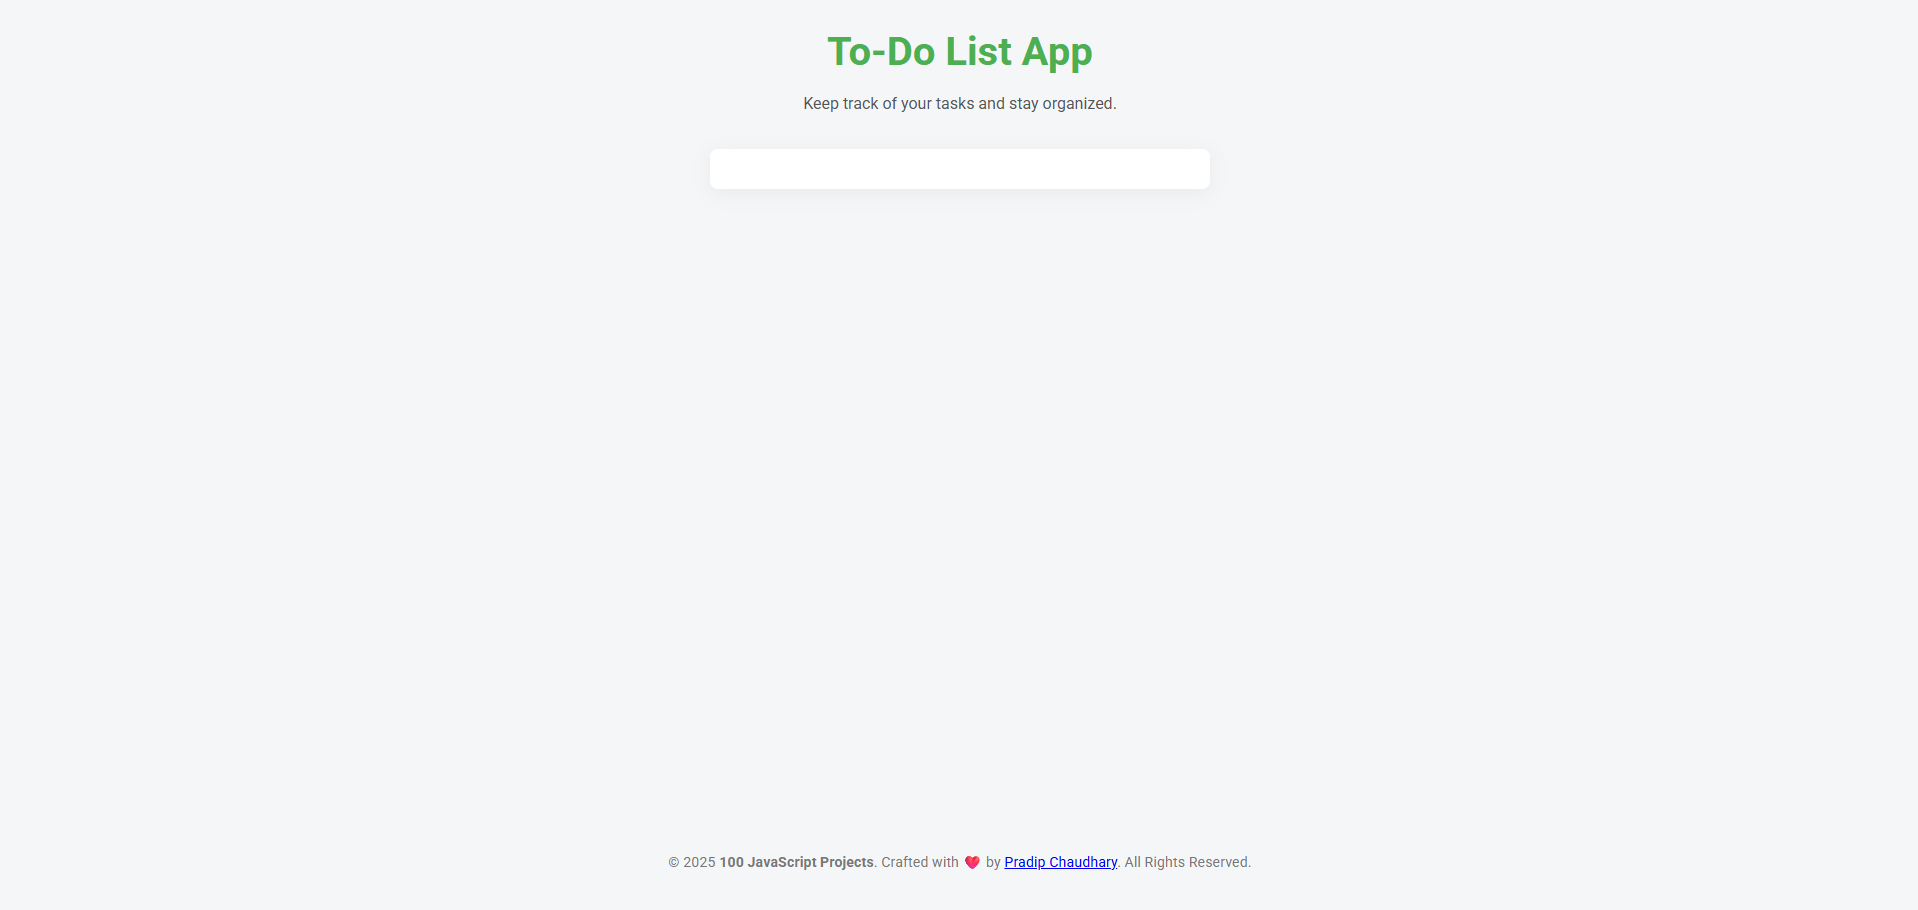 To-Do List App
Keep track of your tasks and stay organized.
© 2025 100 JavaScript Projects. Crafted with ❤️ by Pradip Chaudhary. All Rights Reserved.